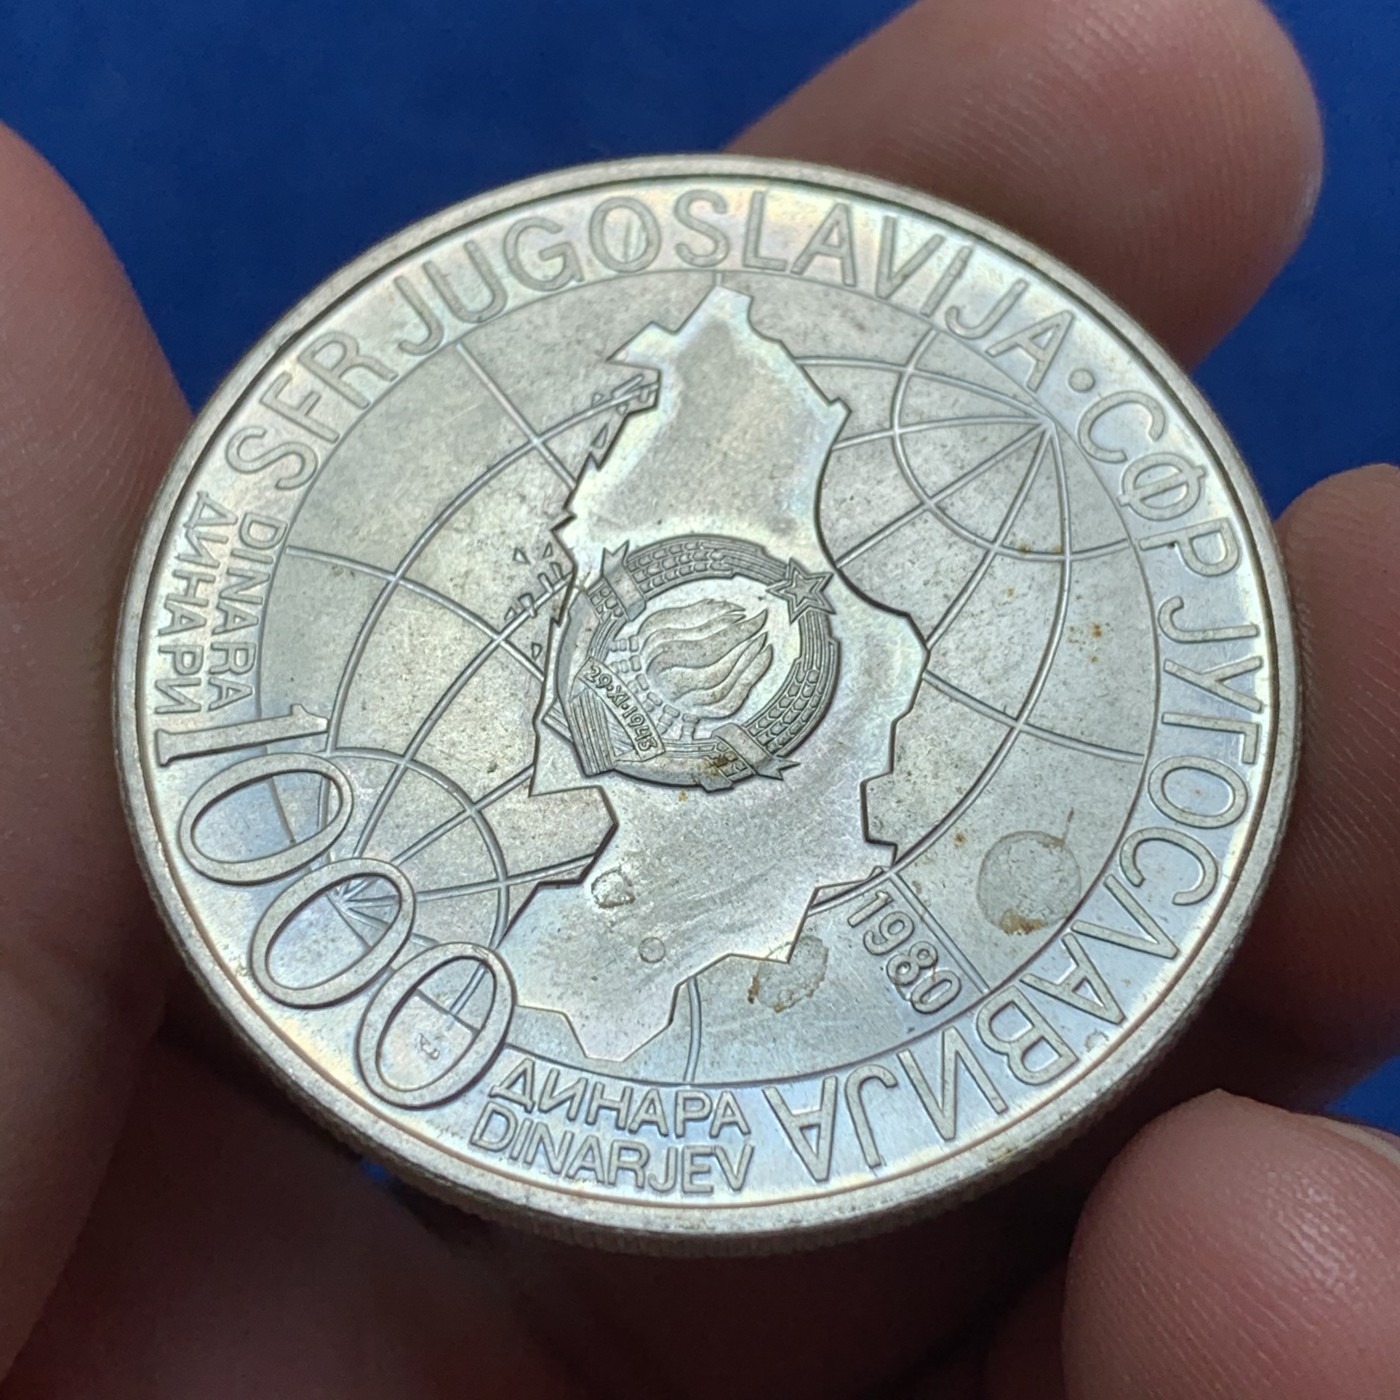 SFR JUGOSLAVIJA • СФР ЈУГОСЛАВИЈА
DINARA
ДИНАРИ
1000
ДИНАРА
DINARJEV
1980
29·XI·1943